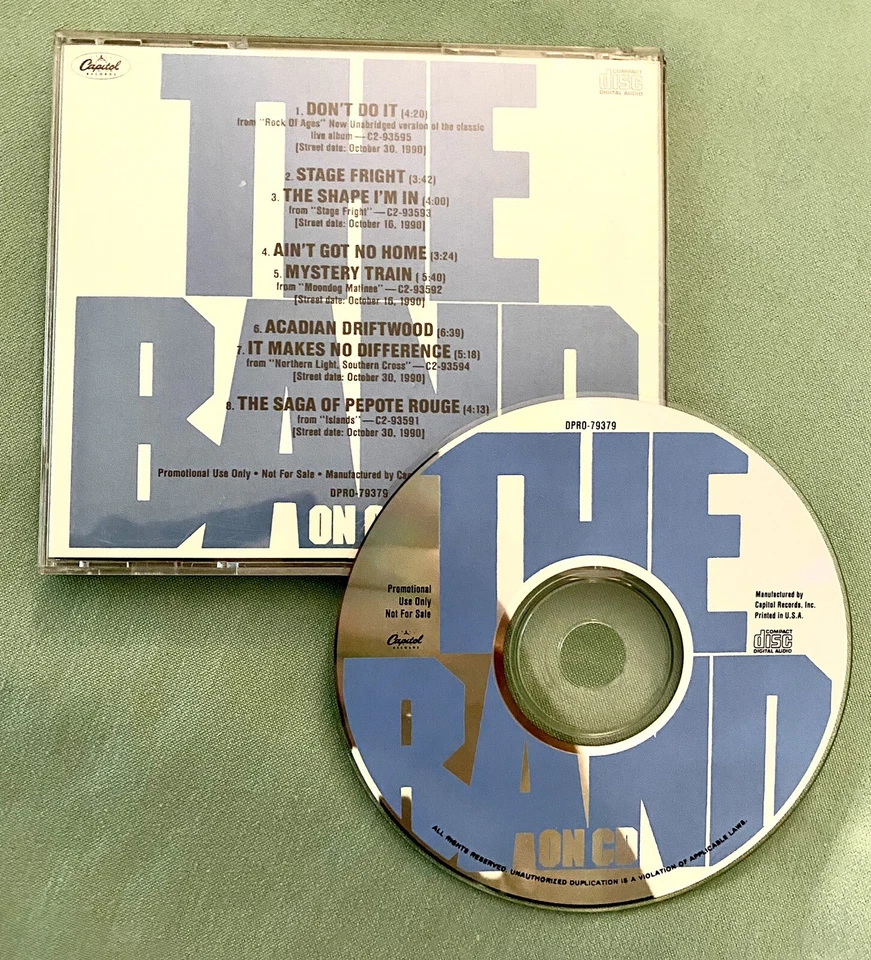 Capitol
RECORDS
COMPACT
disc
DIGITAL AUDIO
THE
BAND
1. DON'T DO IT (4:20)
from "Rock Of Ages" New Unabridged version of the classic
live album—C2-93595
[Street date: October 30, 1990]
2. STAGE FRIGHT (3:42)
3. THE SHAPE I'M IN (4:00)
from "Stage Fright"—C2-93593
[Street date: October 16, 1990]
4. AIN'T GOT NO HOME (3:24)
5. MYSTERY TRAIN ( 5:40)
from "Moondog Matinee"—C2-93592
[Street date: October 16, 1990]
6. ACADIAN DRIFTWOOD (6:39)
7. IT MAKES NO DIFFERENCE (5:18)
from "Northern Light, Southern Cross"—C2-93594
[Street date: October 30, 1990]
8. THE SAGA OF PEPOTE ROUGE (4:13)
from "Islands"—C2-93591
[Street date: October 30, 1990]
Promotional Use Only • Not For Sale • Manufactured by
DPRO-79379
ON
DPRO-79379
THE
BAND
ON CD
Promotional
Use Only
Not For Sale
Capitol
RECORDS
Manufactured by
Capitol Records, Inc.
Printed in U.S.A.
COMPACT
disc
DIGITAL AUDIO
ALL RIGHTS RESERVED. UNAUTHORIZED DUPLICATION IS A VIOLATION OF APPLICABLE LAWS.